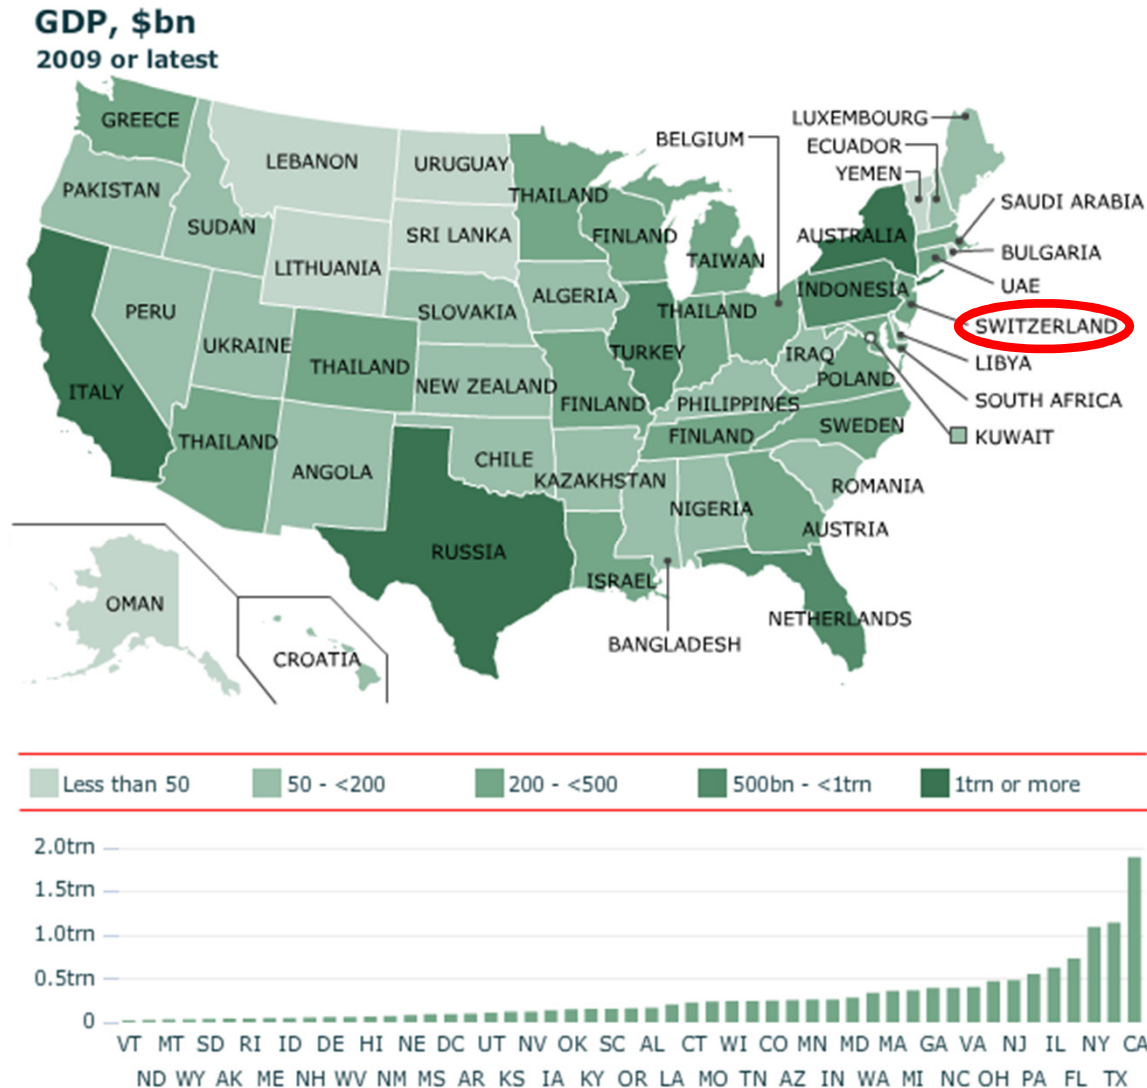 GDP, $bn
2009 or latest
LUXEMBOURG
BELGIUM
ECUADOR
YEMEN
GREECE
LEBANON
URUGUAY
PAKISTAN
THAILAND
SAUDI ARABIA
SUDAN
SRI LANKA
FINLAND
AUSTRALIA
TAIWAN
BULGARIA
LITHUANIA
UAE
INDONESIA
ALGERIA
PERU
SLOVAKIA
THAILAND
SWITZERLAND
UKRAINE
TURKEY
IRAQ
LIBYA
THAILAND
POLAND
NEW ZEALAND
ITALY
FINLAND
PHILIPPINES
SOUTH AFRICA
SWEDEN
THAILAND
FINLAND
KUWAIT
CHILE
ANGOLA
KAZAKHSTAN
ROMANIA
NIGERIA
AUSTRIA
RUSSIA
ISRAEL
OMAN
NETHERLANDS
BANGLADESH
CROATIA
Less than 50 50 - <200 200 - <500 500bn - <1trn 1trn or more
2.0trn
1.5trn
1.0trn
0.5trn
0
VT MT SD RI ID DE HI NE DC UT NV OK SC AL CT WI CO MN MD MA GA VA NJ IL NY CA
ND WY AK ME NH WV NM MS AR KS IA KY OR LA MO TN AZ IN WA MI NC OH PA FL TX